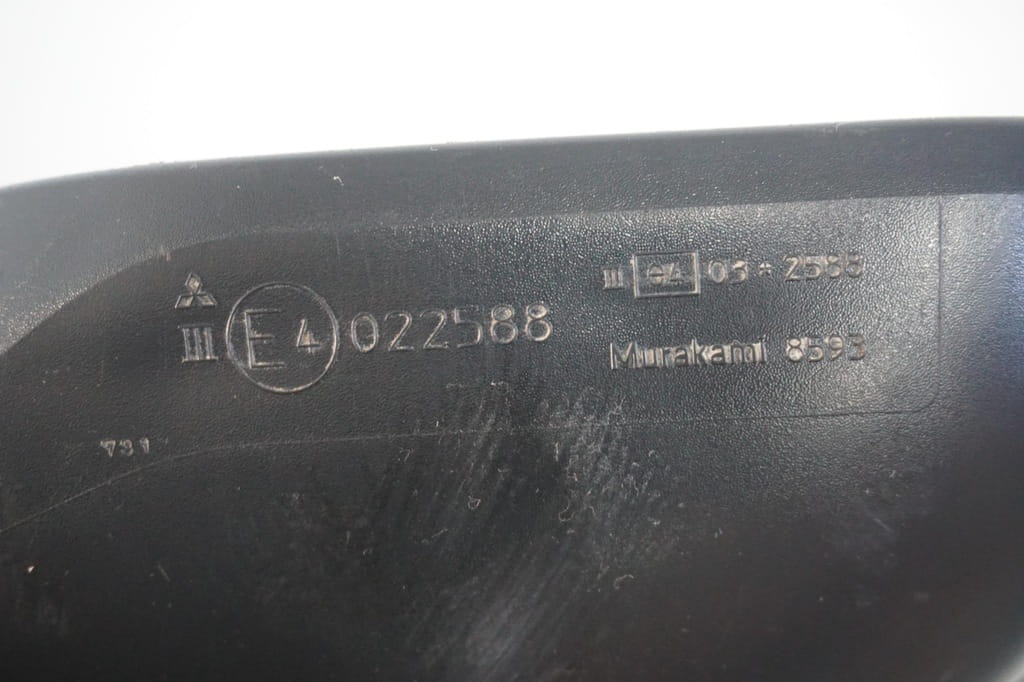 III E4 022588
III e4 03*2588
Murakami 8593
731